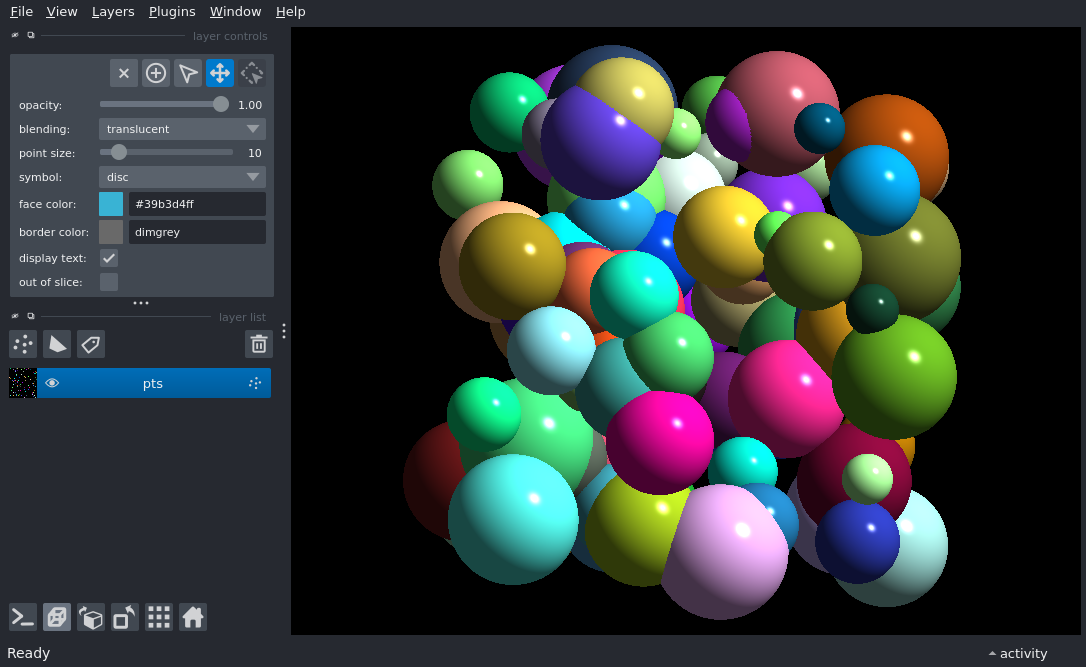 File View Layers Plugins Window Help
layer controls
opacity: 1.00
blending: translucent
point size: 10
symbol: disc
face color: #39b3d4ff
border color: dimgrey
display text:
out of slice:
layer list
pts
Ready
activity